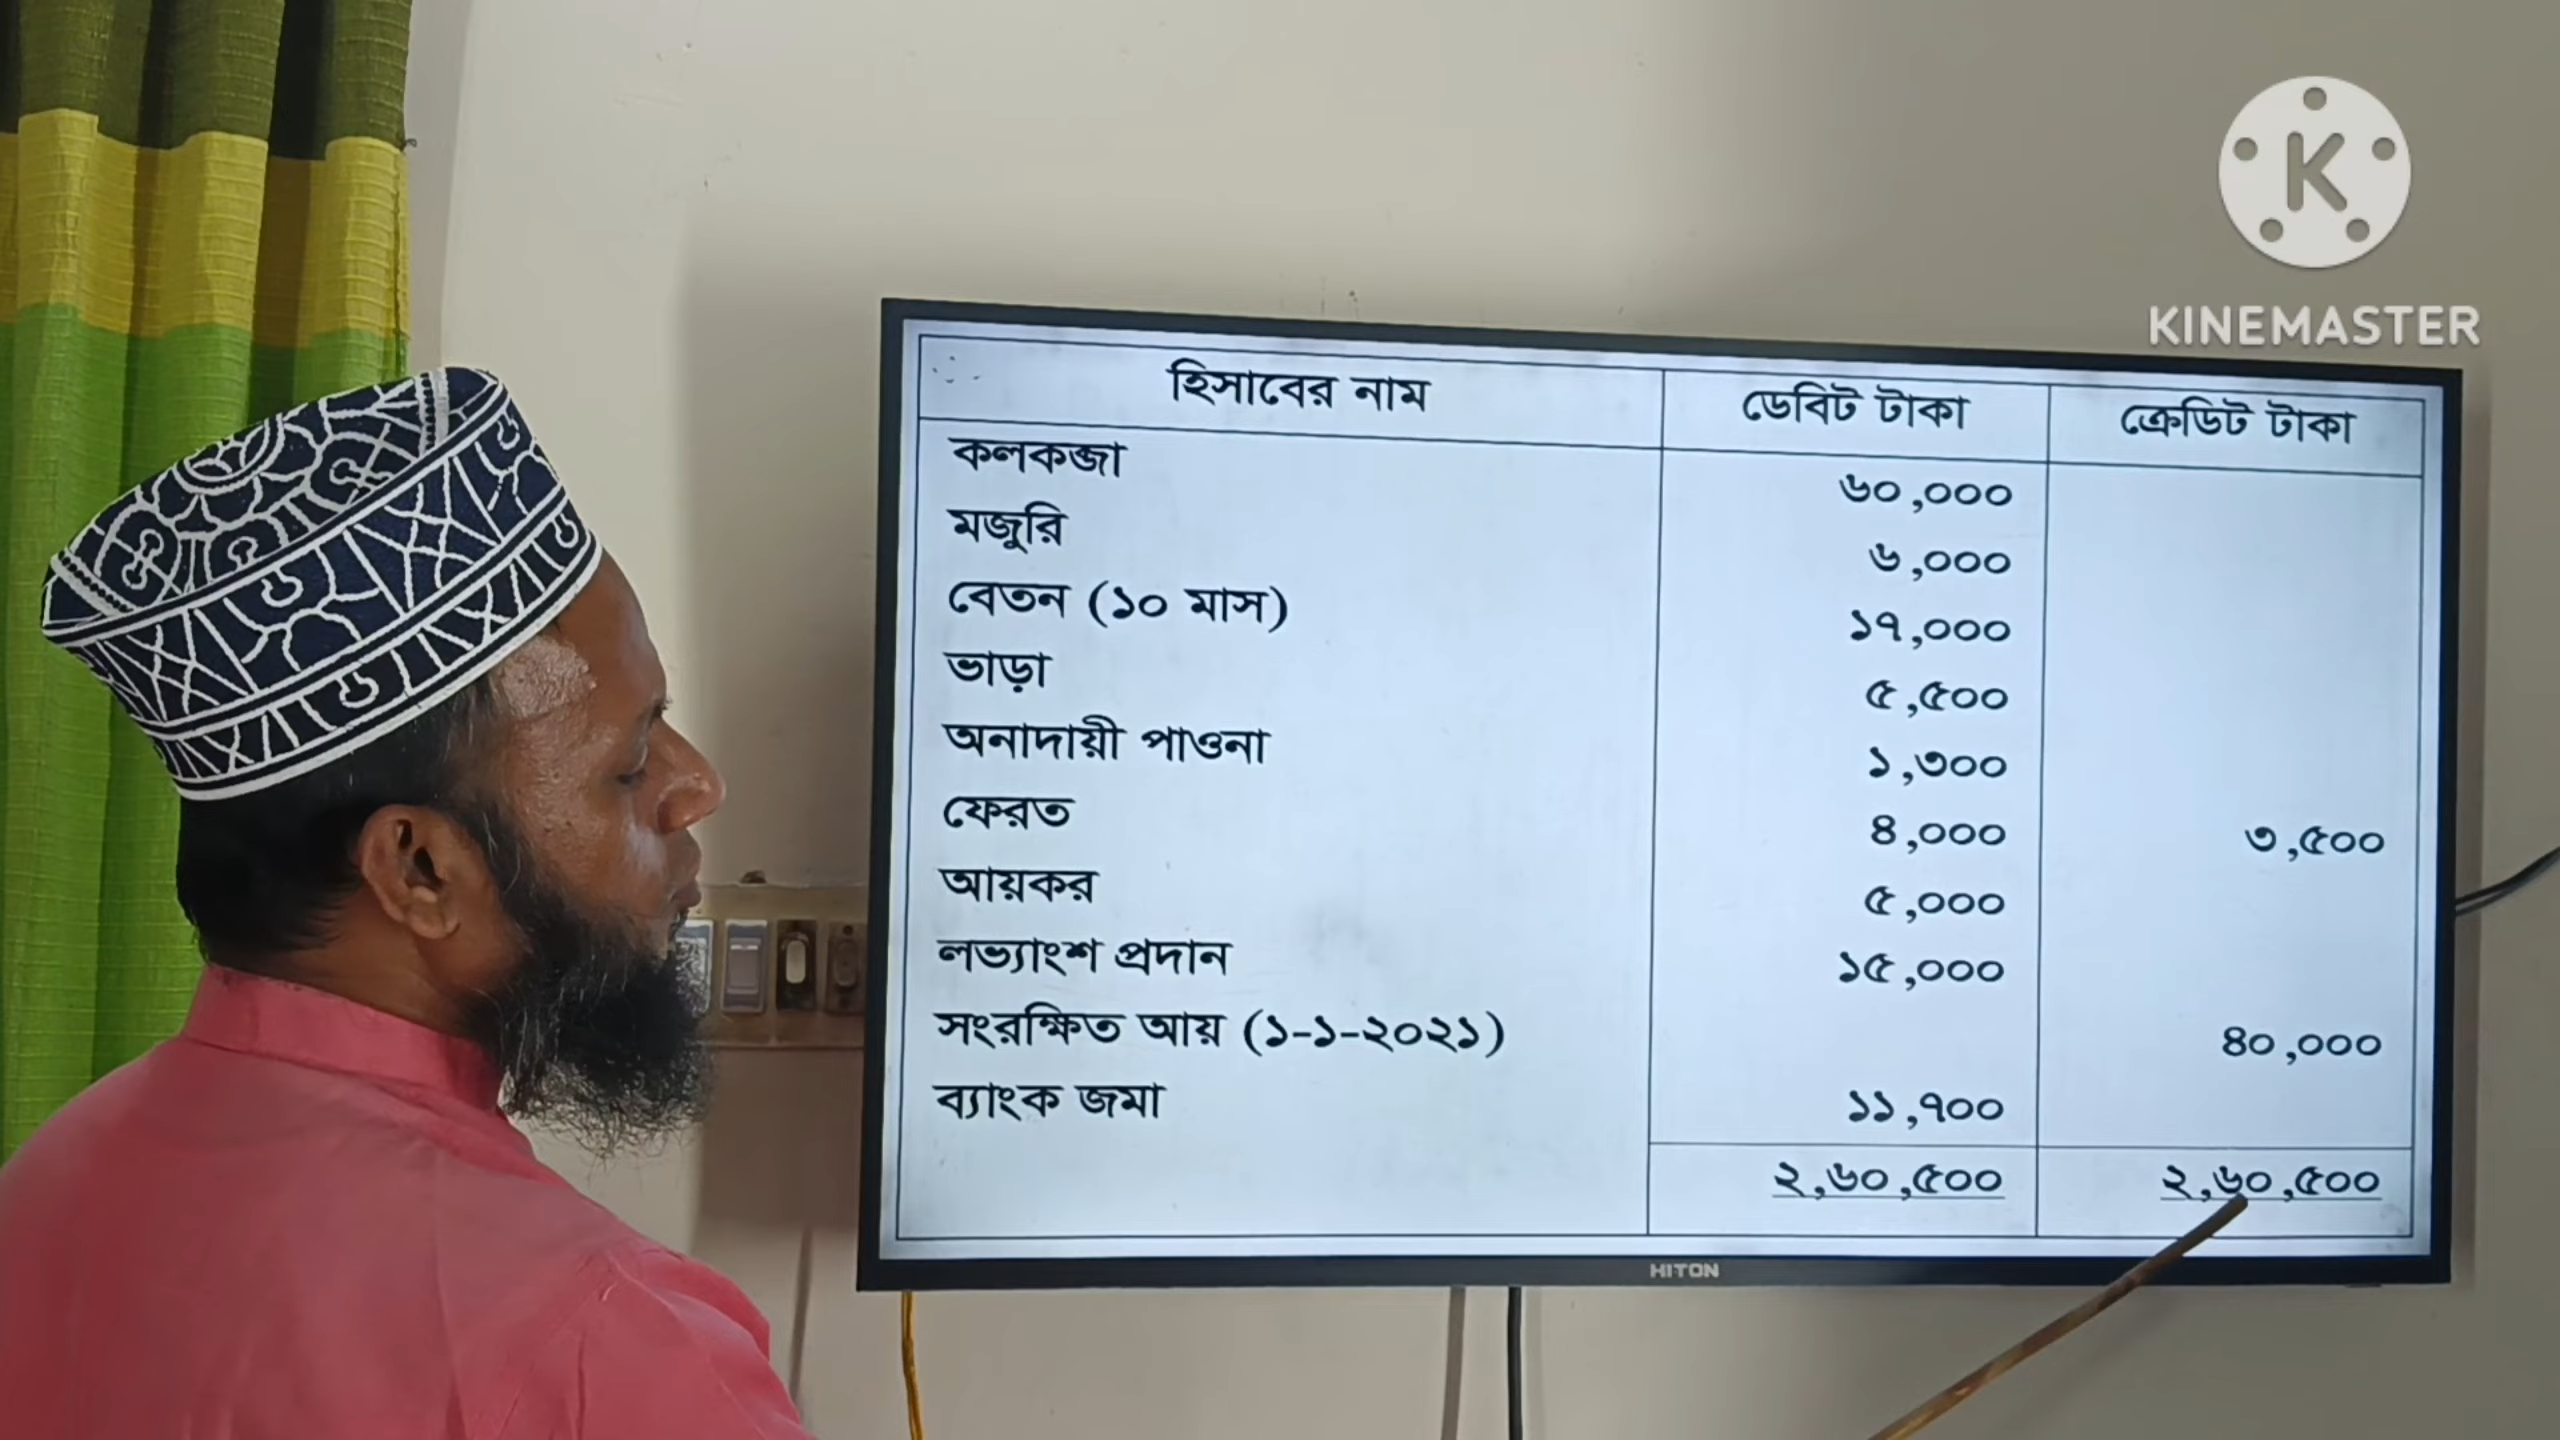 KINEMASTER
হিসাবের নাম ডেবিট টাকা ক্রেডিট টাকা
কলকব্জা ৬০,০০০
মজুরি ৬,০০০
বেতন (১০ মাস) ১৭,০০০
ভাড়া ৫,৫০০
অনাদায়ী পাওনা ১,৩০০
ফেরত ৪,০০০ ৩,৫০০
আয়কর ৫,০০০
লভ্যাংশ প্রদান ১৫,০০০
সংরক্ষিত আয় (১-১-২০২১) ৪০,০০০
ব্যাংক জমা ১১,৭০০
২,৬০,৫০০ ২,৬০,৫০০
HITON